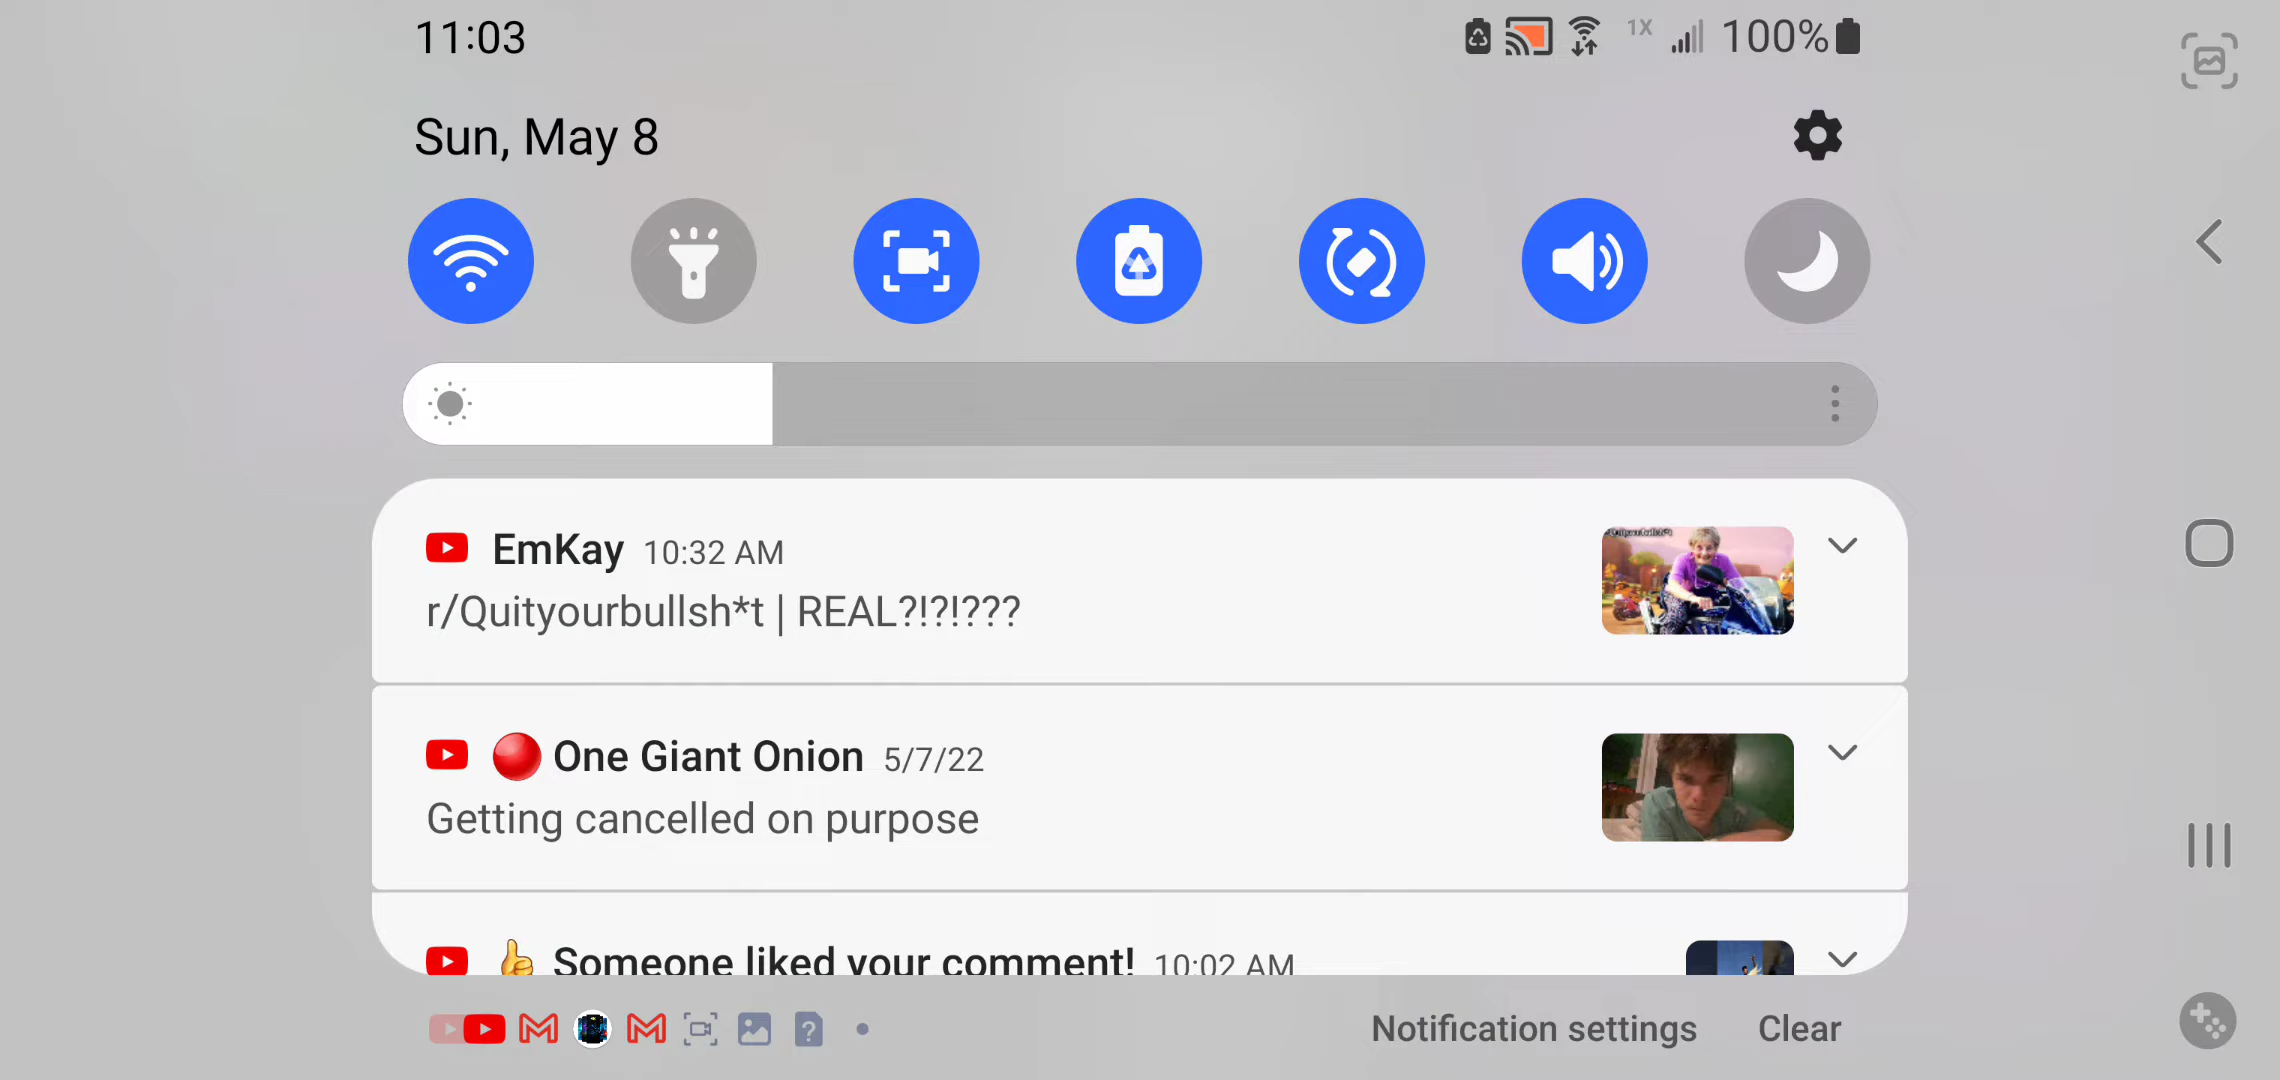 11:03
1X
100%
Sun, May 8
EmKay 10:32 AM
r/Quityourbullsh*t | REAL?!?!???
One Giant Onion 5/7/22
Getting cancelled on purpose
Someone liked your comment! 10:02 AM
Notification settings Clear